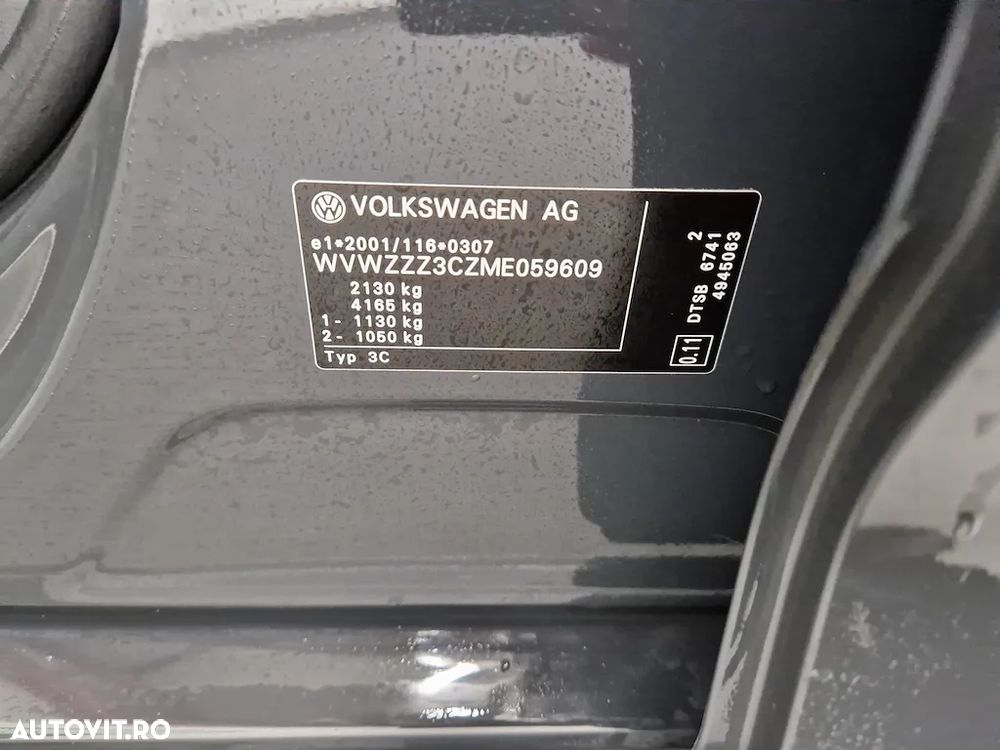 VOLKSWAGEN AG
e1*2001/116*0307
WVWZZZ3CZME059609
2130 kg
4165 kg
1 - 1130 kg
2 - 1050 kg
Typ 3C
2
DTSB 6741
4945063
0.11
AUTOVIT.RO